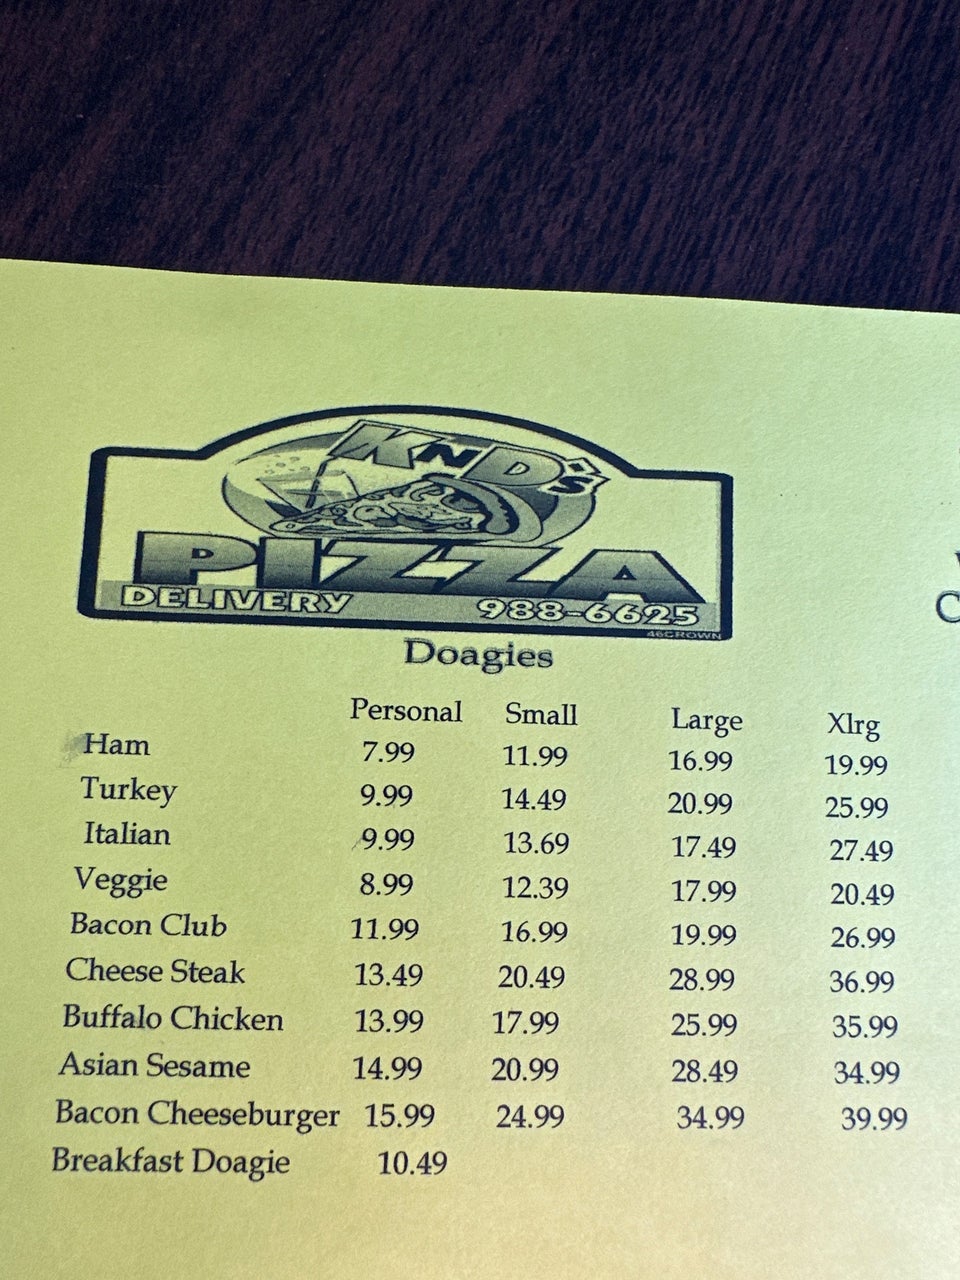 KnD's
PIZZA
DELIVERY 988-6625
46CROWN
Doagies
Personal Small Large Xlrg
Ham 7.99 11.99 16.99 19.99
Turkey 9.99 14.49 20.99 25.99
Italian 9.99 13.69 17.49 27.49
Veggie 8.99 12.39 17.99 20.49
Bacon Club 11.99 16.99 19.99 26.99
Cheese Steak 13.49 20.49 28.99 36.99
Buffalo Chicken 13.99 17.99 25.99 35.99
Asian Sesame 14.99 20.99 28.49 34.99
Bacon Cheeseburger 15.99 24.99 34.99 39.99
Breakfast Doagie 10.49